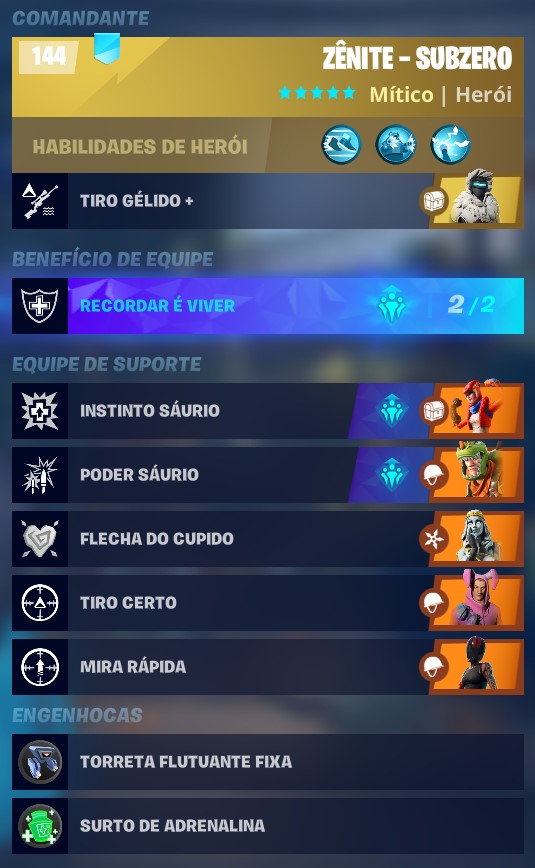 COMANDANTE
144
ZÊNITE – SUBZERO
Mítico | Herói
HABILIDADES DE HERÓI
TIRO GÉLIDO +
BENEFÍCIO DE EQUIPE
RECORDAR É VIVER
2/2
EQUIPE DE SUPORTE
INSTINTO SÁURIO
PODER SÁURIO
FLECHA DO CUPIDO
TIRO CERTO
MIRA RÁPIDA
ENGENHOCAS
TORRETA FLUTUANTE FIXA
SURTO DE ADRENALINA